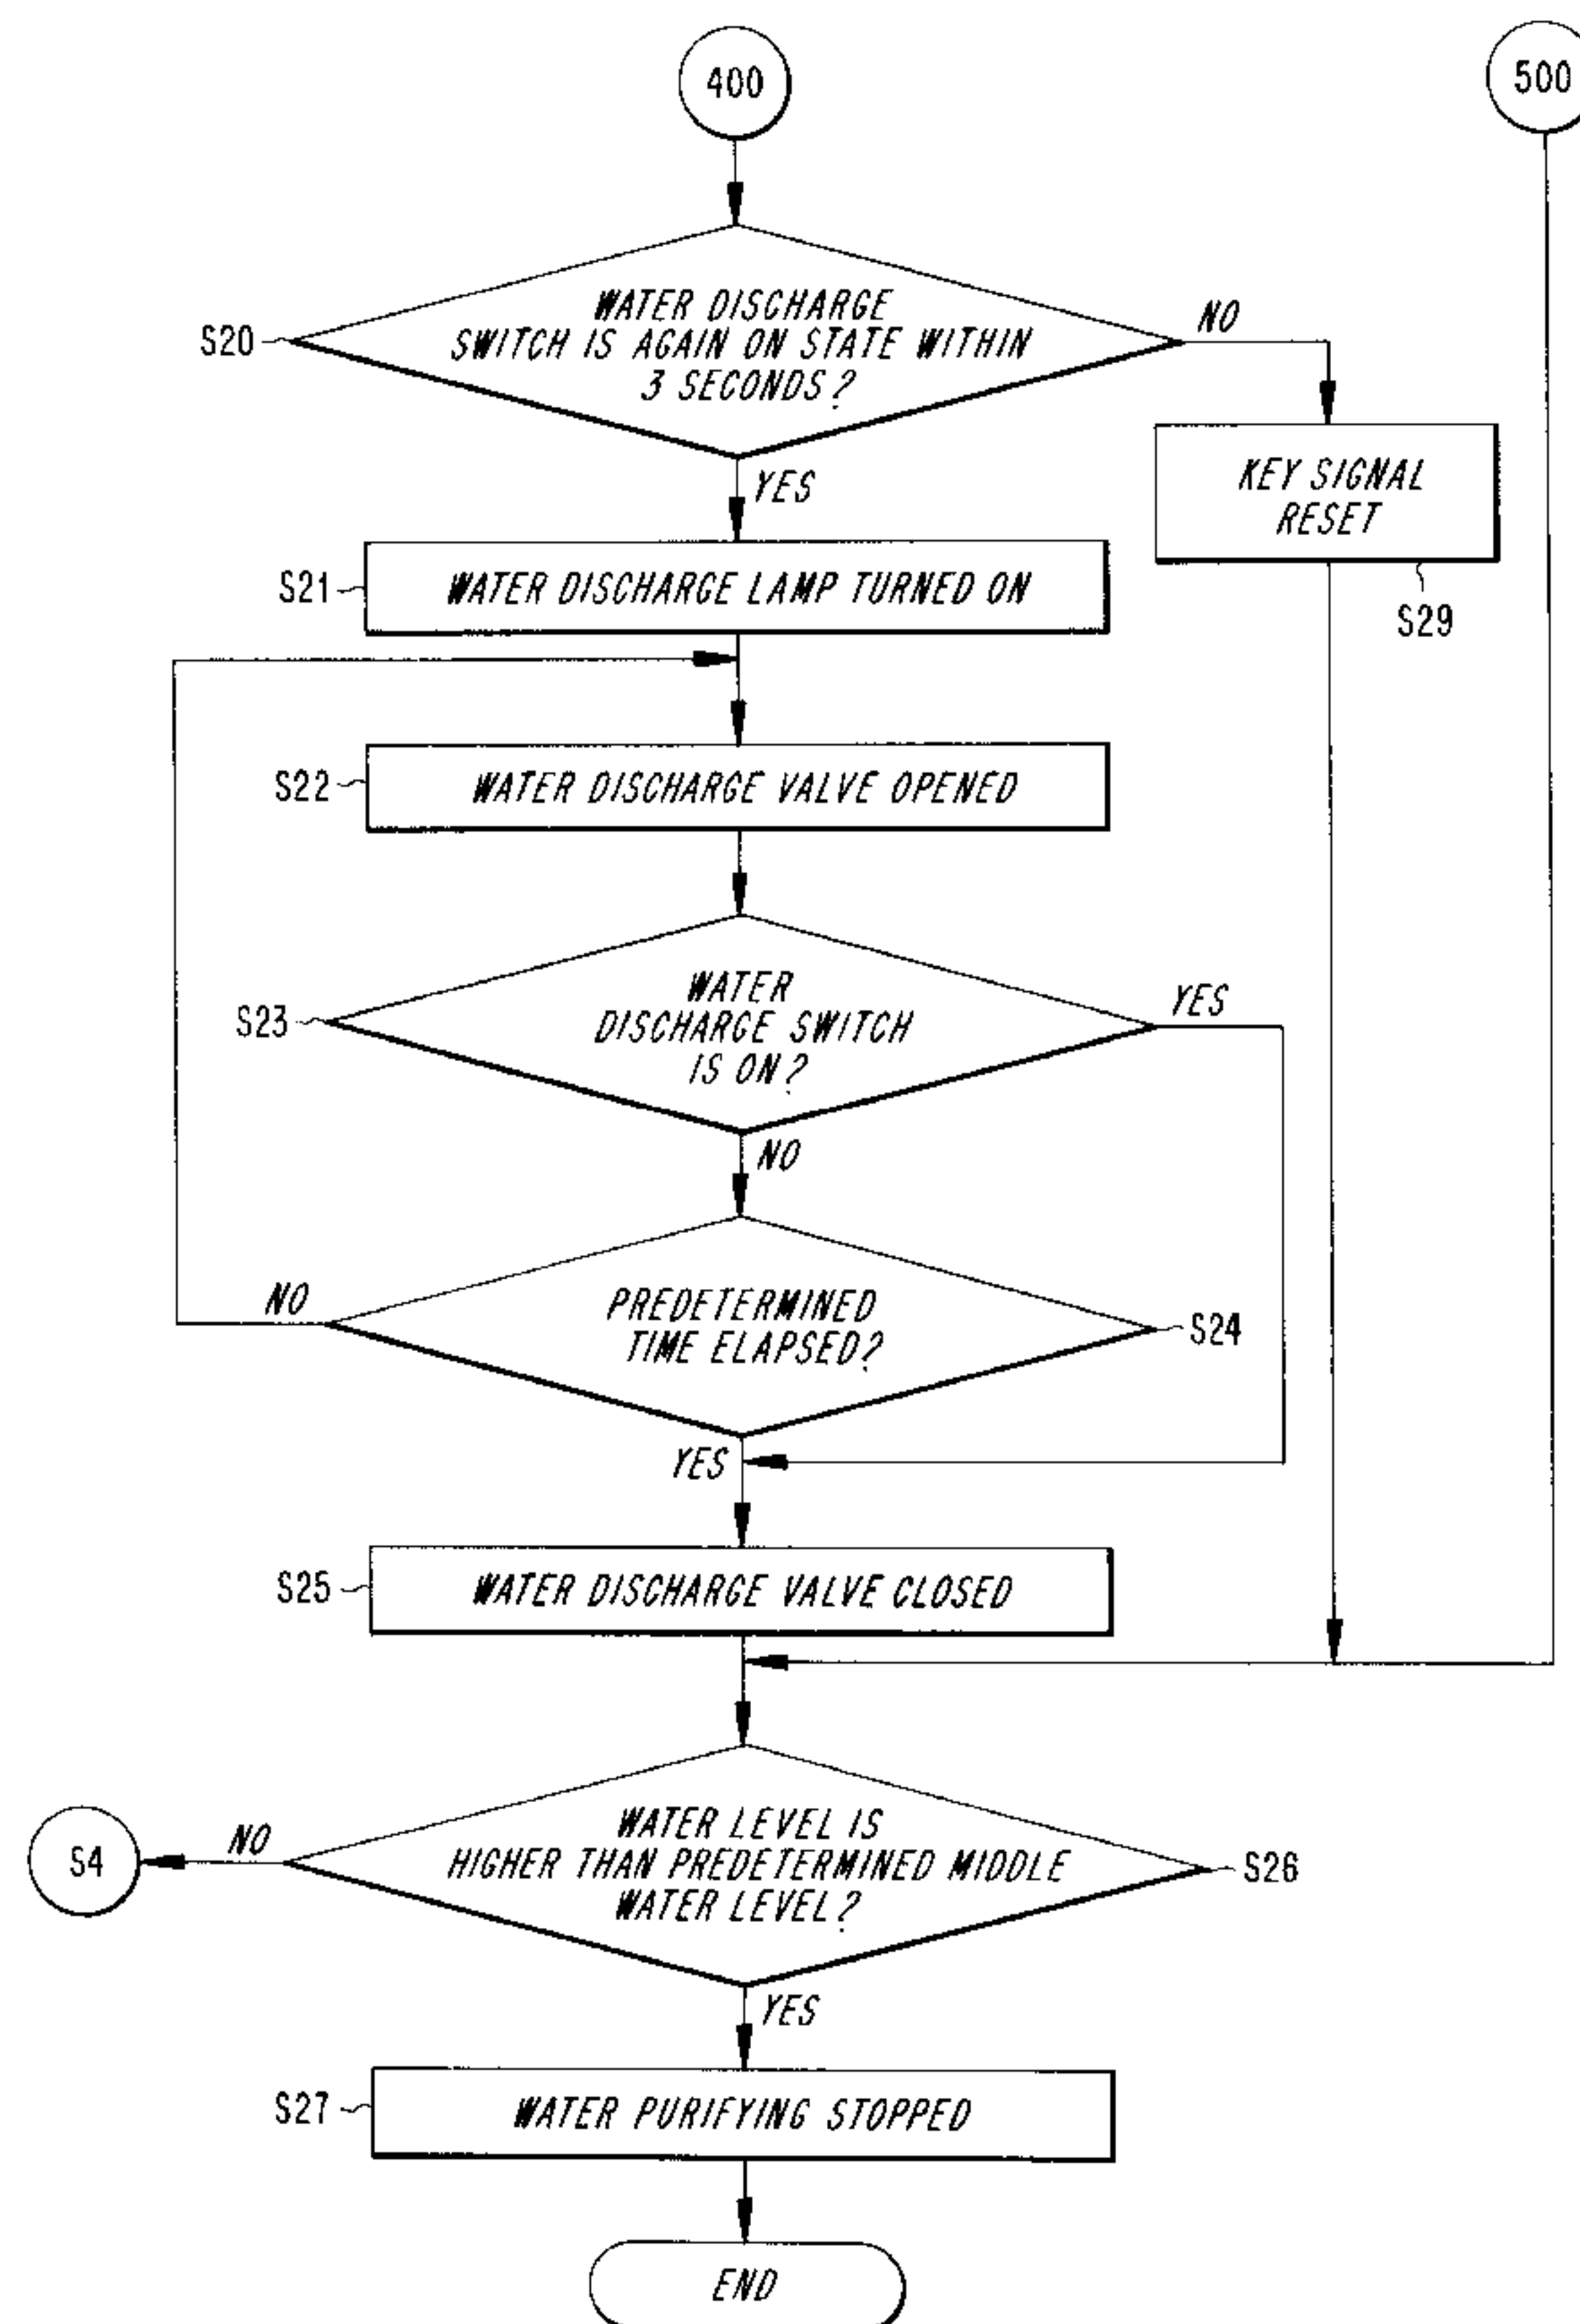 400
500
WATER DISCHARGE
SWITCH IS AGAIN ON STATE WITHIN
3 SECONDS?
S20
NO
YES
KEY SIGNAL
RESET
S29
S21
WATER DISCHARGE LAMP TURNED ON
S22
WATER DISCHARGE VALVE OPENED
S23
WATER
DISCHARGE SWITCH
IS ON?
YES
NO
NO
PREDETERMINED
TIME ELAPSED?
S24
YES
S25
WATER DISCHARGE VALVE CLOSED
S4
NO
WATER LEVEL IS
HIGHER THAN PREDETERMINED MIDDLE
WATER LEVEL?
S26
YES
S27
WATER PURIFYING STOPPED
END